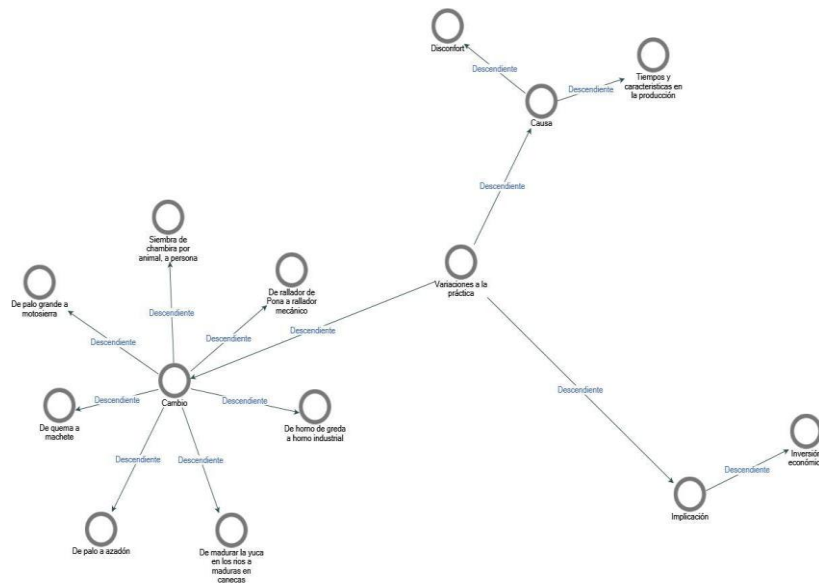 Disconfort
Descendiente
Tiempos y
caracteristicas en
la producción
Descendiente
Causa
Descendiente
Siembra de
chambira por
animal, a persona
Variaciones a la
práctica
De rallador de
Pona a rallador
mecánico
De palo grande a
motosierra
Descendiente
Descendiente
Descendiente
Descendiente
Cambio
Descendiente
De quema a
machete
Descendiente
De horno de greda
a horno industrial
Descendiente
Descendiente
Descendiente
De palo a azadón
De madurar la yuca
en los rios a
maduras en
canecas
Inversión
económic
Descendiente
Implicación